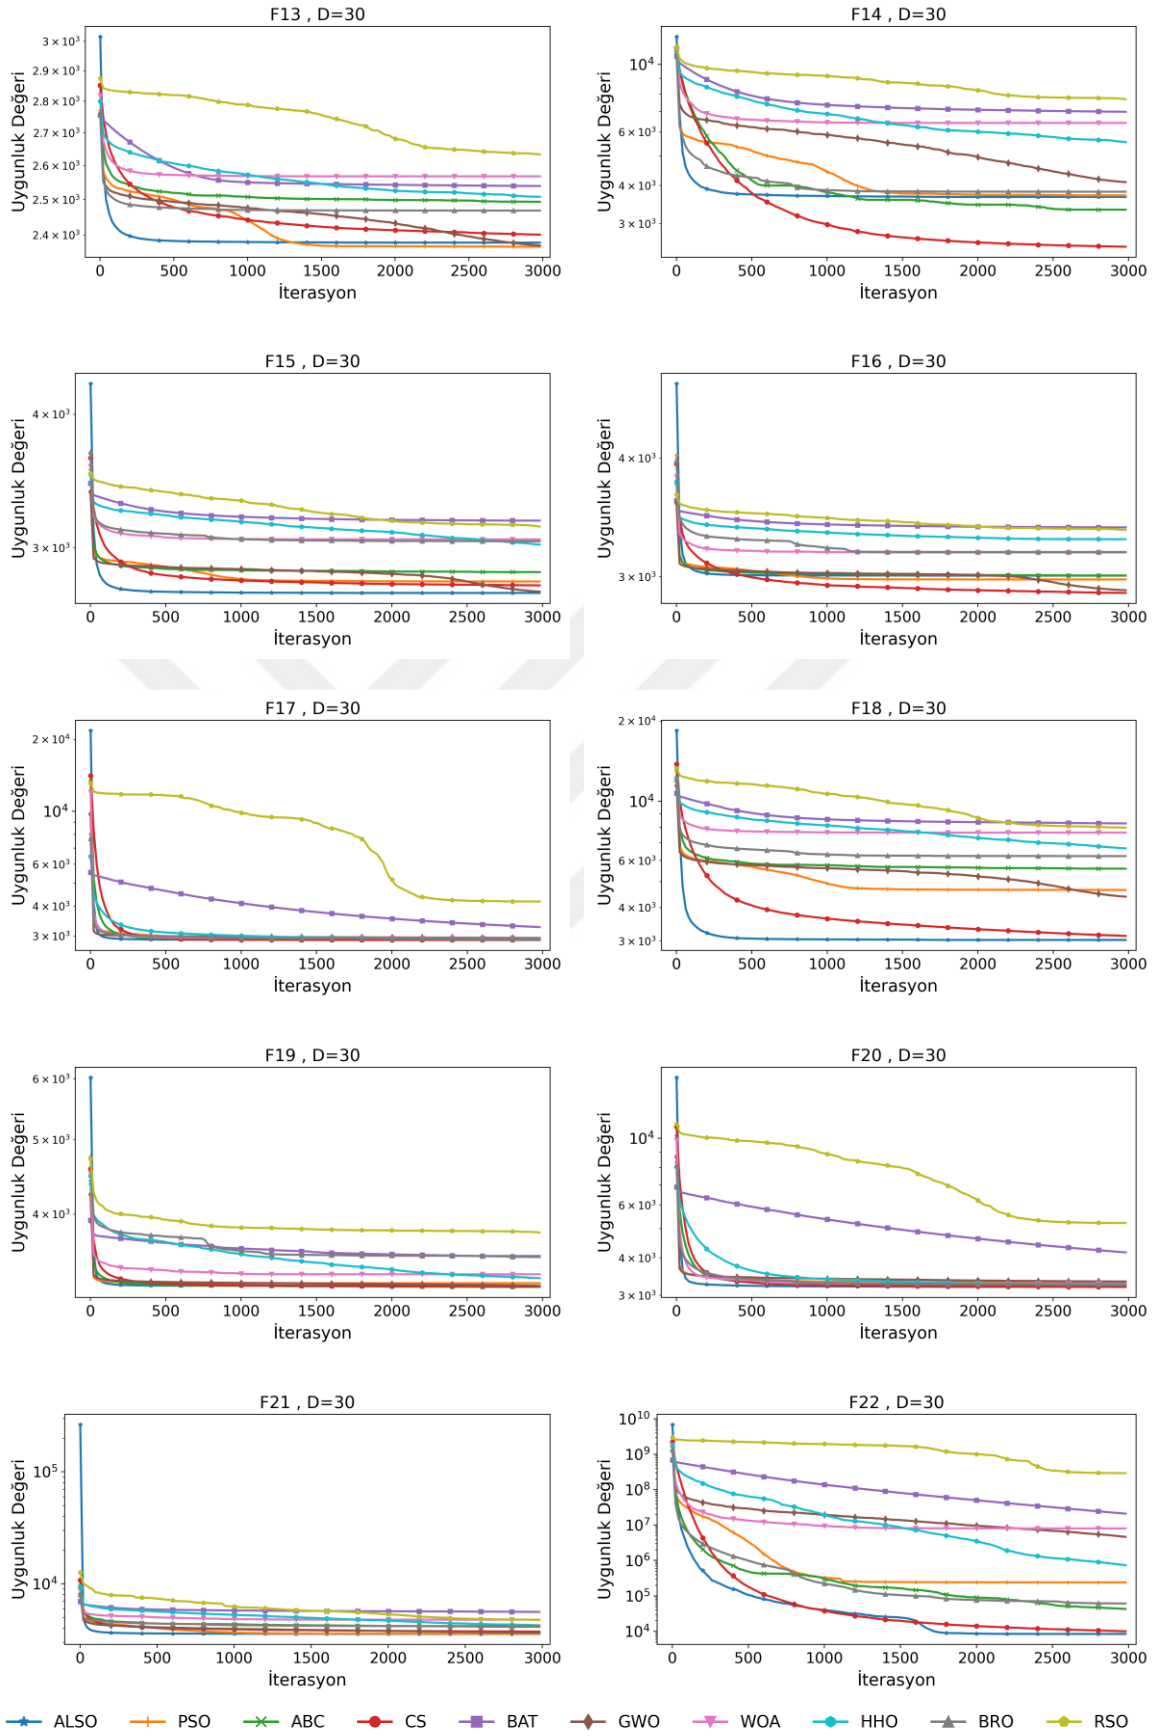 F13 , D=30
F14 , D=30
3 × 10³
2.9 × 10³
2.8 × 10³
2.7 × 10³
2.6 × 10³
2.5 × 10³
2.4 × 10³
Uygunluk Değeri
0 500 1000 1500 2000 2500 3000
İterasyon
10⁴
6 × 10³
4 × 10³
3 × 10³
Uygunluk Değeri
0 500 1000 1500 2000 2500 3000
İterasyon
F15 , D=30
F16 , D=30
4 × 10³
3 × 10³
Uygunluk Değeri
0 500 1000 1500 2000 2500 3000
İterasyon
4 × 10³
3 × 10³
Uygunluk Değeri
0 500 1000 1500 2000 2500 3000
İterasyon
F17 , D=30
F18 , D=30
2 × 10⁴
10⁴
6 × 10³
4 × 10³
3 × 10³
Uygunluk Değeri
0 500 1000 1500 2000 2500 3000
İterasyon
2 × 10⁴
10⁴
6 × 10³
4 × 10³
3 × 10³
Uygunluk Değeri
0 500 1000 1500 2000 2500 3000
İterasyon
F19 , D=30
F20 , D=30
6 × 10³
5 × 10³
4 × 10³
Uygunluk Değeri
0 500 1000 1500 2000 2500 3000
İterasyon
10⁴
6 × 10³
4 × 10³
3 × 10³
Uygunluk Değeri
0 500 1000 1500 2000 2500 3000
İterasyon
F21 , D=30
F22 , D=30
10⁵
10⁴
Uygunluk Değeri
0 500 1000 1500 2000 2500 3000
İterasyon
10¹⁰
10⁹
10⁸
10⁷
10⁶
10⁵
10⁴
Uygunluk Değeri
0 500 1000 1500 2000 2500 3000
İterasyon
ALSO PSO ABC CS BAT GWO WOA HHO BRO RSO